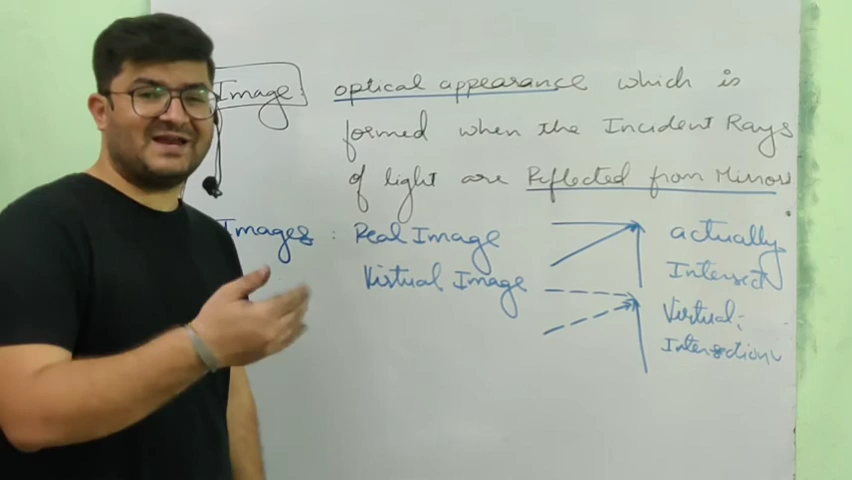 Image: optical appearance which is
formed when the Incident Rays
of light are Reflected from Mirrors.
Images : Real Image actually
Intersect
Virtual Image Virtual:
Intersection